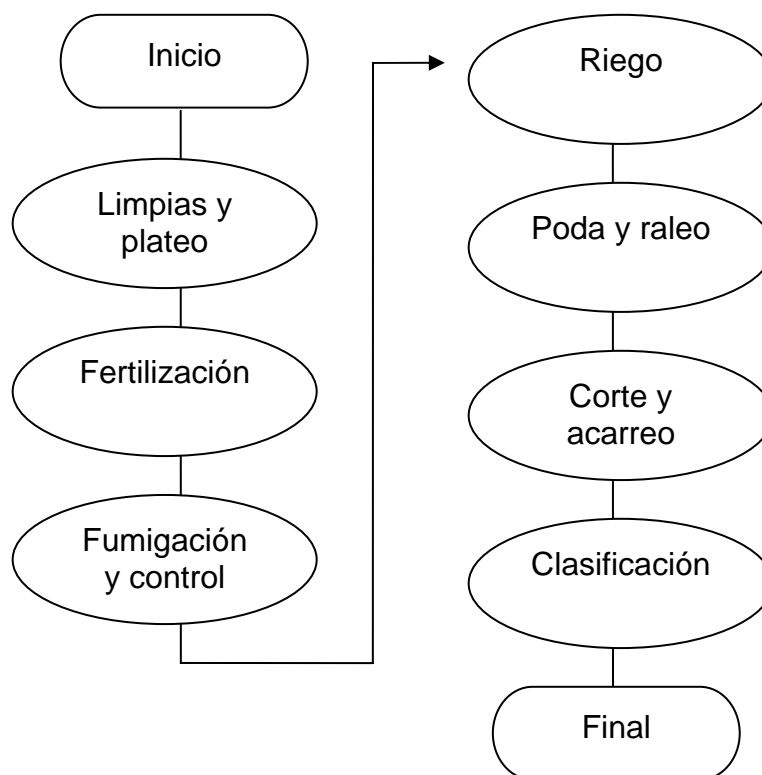 Inicio
Limpias y
plateo
Fertilización
Fumigación
y control
Riego
Poda y raleo
Corte y
acarreo
Clasificación
Final